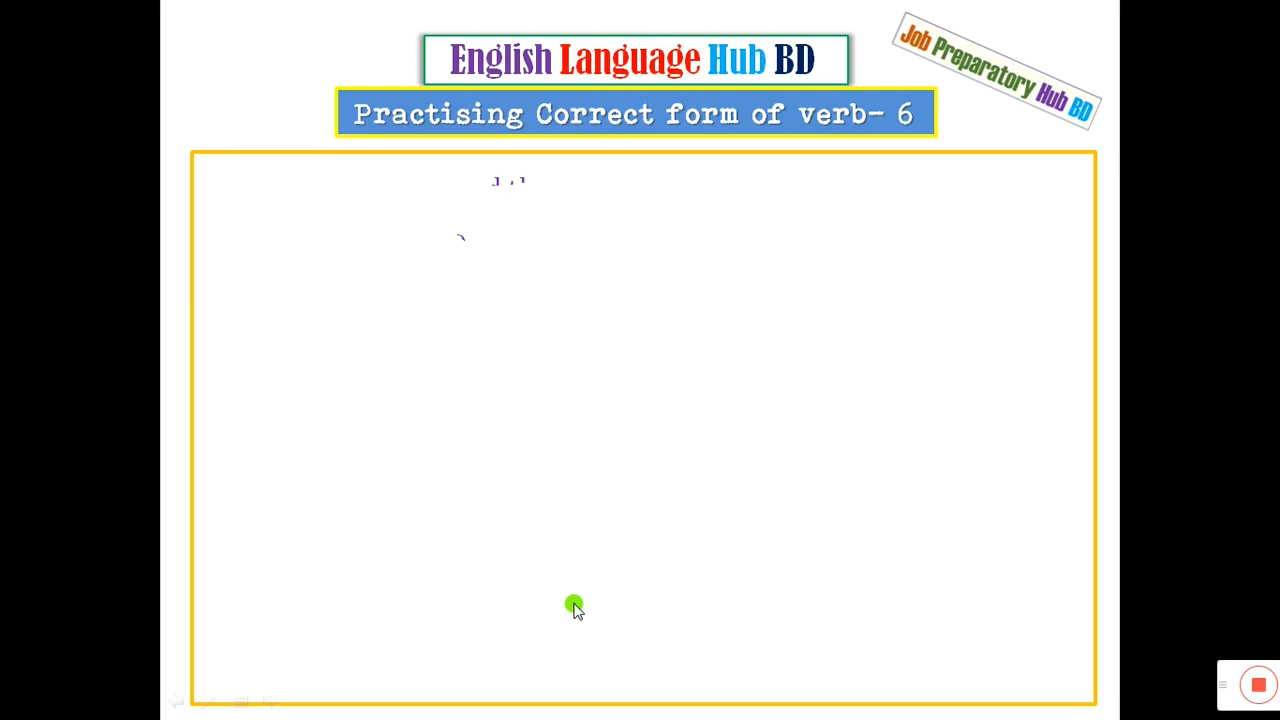 English Language Hub BD
Job Preparatory Hub BD
Practising Correct form of verb- 6